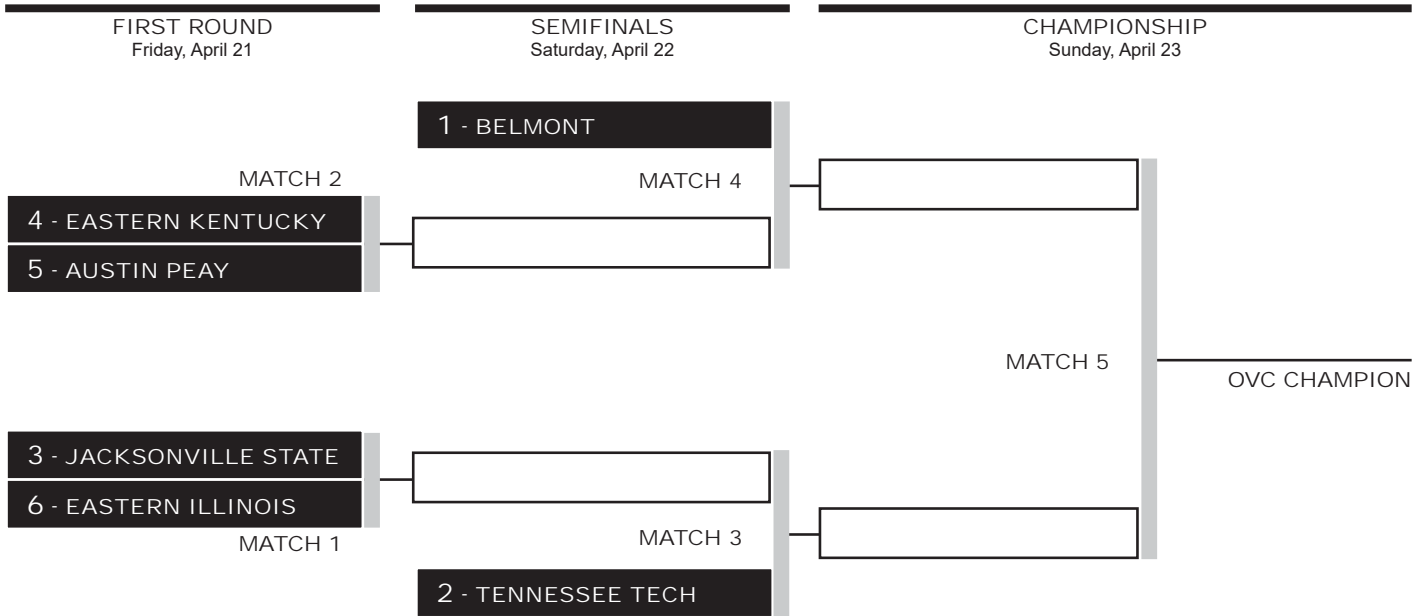 FIRST ROUND
Friday, April 21
SEMIFINALS
Saturday, April 22
CHAMPIONSHIP
Sunday, April 23
1 - BELMONT
MATCH 2
MATCH 4
4 - EASTERN KENTUCKY
5 - AUSTIN PEAY
MATCH 5
OVC CHAMPION
3 - JACKSONVILLE STATE
6 - EASTERN ILLINOIS
MATCH 1
MATCH 3
2 - TENNESSEE TECH